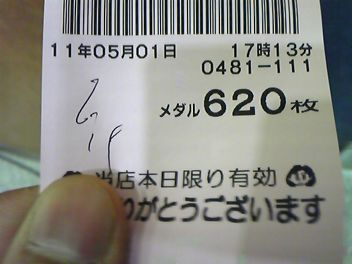 11年05月01日 17時13分
0481-111
メダル620枚
当店本日限り有効
りがとうございます